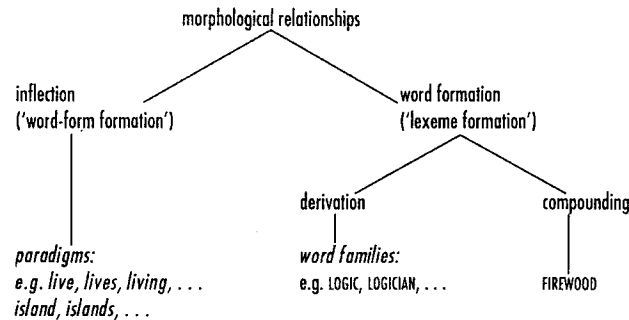 morphological relationships
inflection
('word-form formation')
word formation
('lexeme formation')
derivation
compounding
paradigms:
e.g. live, lives, living, . . .
island, islands, . . .
word families:
e.g. LOGIC, LOGICIAN, . . .
FIREWOOD